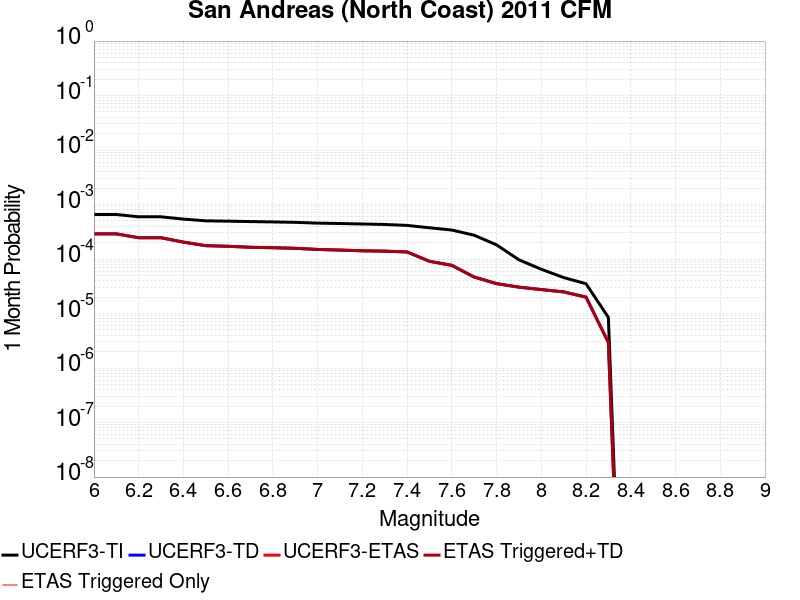 San Andreas (North Coast) 2011 CFM
10^0
10^-1
10^-2
10^-3
10^-4
10^-5
10^-6
10^-7
10^-8
1 Month Probability
6 6.2 6.4 6.6 6.8 7 7.2 7.4 7.6 7.8 8 8.2 8.4 8.6 8.8 9
Magnitude
UCERF3-TI UCERF3-TD UCERF3-ETAS ETAS Triggered+TD
ETAS Triggered Only